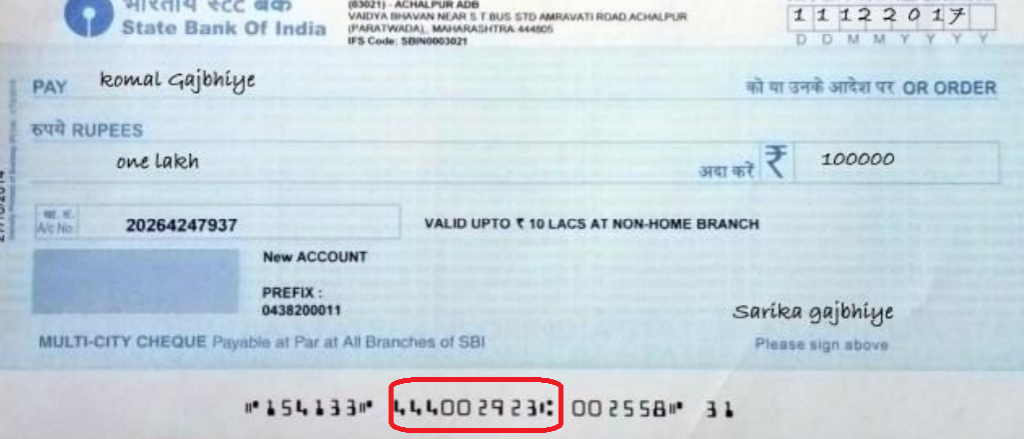 भारतीय स्टेट बैंक
State Bank Of India
(03021) - ACHALPUR ADB
VAIDYA BHAVAN NEAR S.T.BUS STD AMRAVATI ROAD,ACHALPUR
(PARATWADA), MAHARASHTRA 444805
IFS Code: SBIN0003021
1 1 1 2 2 0 1 7
D D M M Y Y Y Y
PAY komal Gajbhiye
को या उनके आदेश पर OR ORDER
रुपये RUPEES
one lakh
अदा करें ₹ 100000
खा. सं.
A/c No 20264247937
VALID UPTO ₹ 10 LACS AT NON-HOME BRANCH
New ACCOUNT
PREFIX :
0438200011
Sarika gajbhiye
MULTI-CITY CHEQUE Payable at Par at All Branches of SBI
Please sign above
⑈154133⑈ 444002923⑆ 002558⑈ 31